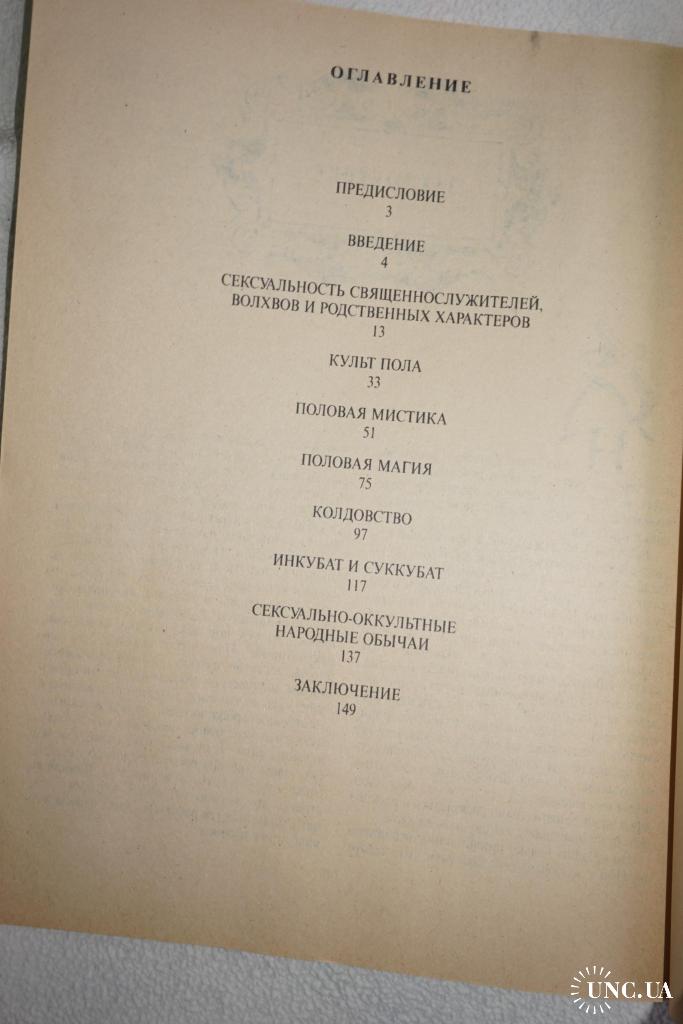 ОГЛАВЛЕНИЕ
ПРЕДИСЛОВИЕ
3
ВВЕДЕНИЕ
4
СЕКСУАЛЬНОСТЬ СВЯЩЕННОСЛУЖИТЕЛЕЙ,
ВОЛХВОВ И РОДСТВЕННЫХ ХАРАКТЕРОВ
13
КУЛЬТ ПОЛА
33
ПОЛОВАЯ МИСТИКА
51
ПОЛОВАЯ МАГИЯ
75
КОЛДОВСТВО
97
ИНКУБАТ И СУККУБАТ
117
СЕКСУАЛЬНО-ОККУЛЬТНЫЕ
НАРОДНЫЕ ОБЫЧАИ
137
ЗАКЛЮЧЕНИЕ
149
UNC.UA